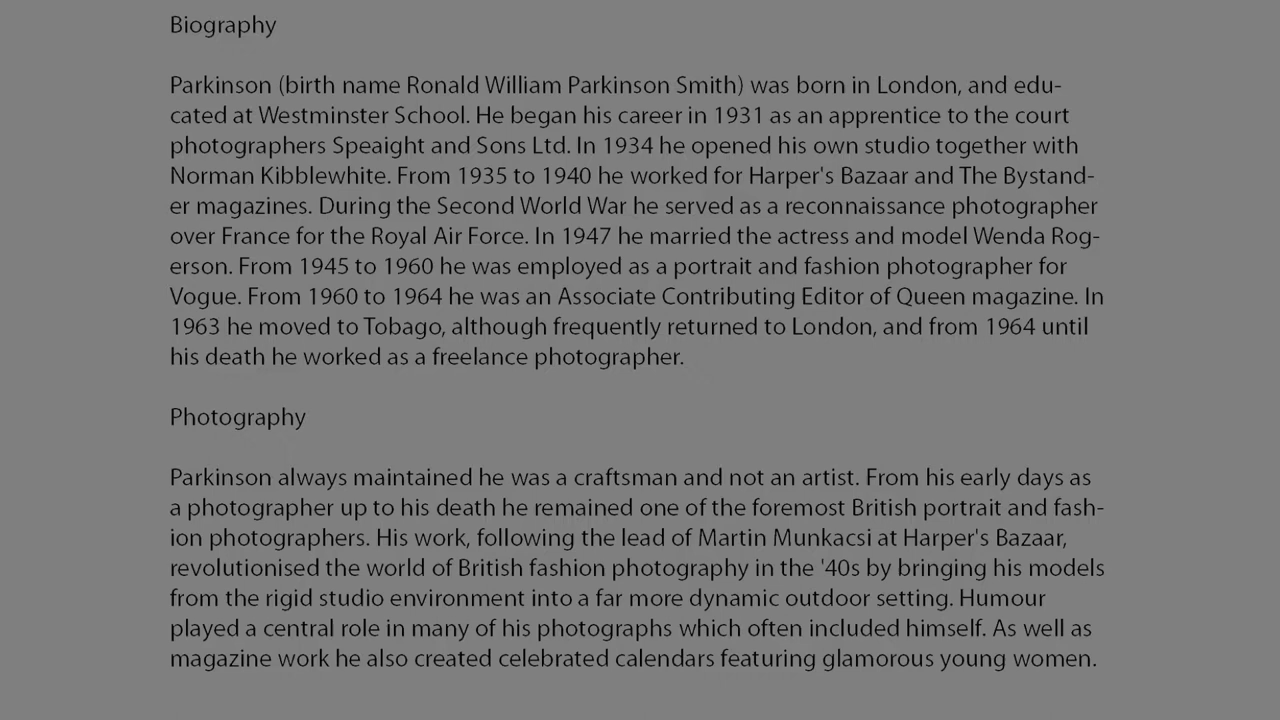 Biography
Parkinson (birth name Ronald William Parkinson Smith) was born in London, and edu-
cated at Westminster School. He began his career in 1931 as an apprentice to the court
photographers Speaight and Sons Ltd. In 1934 he opened his own studio together with
Norman Kibblewhite. From 1935 to 1940 he worked for Harper's Bazaar and The Bystand-
er magazines. During the Second World War he served as a reconnaissance photographer
over France for the Royal Air Force. In 1947 he married the actress and model Wenda Rog-
erson. From 1945 to 1960 he was employed as a portrait and fashion photographer for
Vogue. From 1960 to 1964 he was an Associate Contributing Editor of Queen magazine. In
1963 he moved to Tobago, although frequently returned to London, and from 1964 until
his death he worked as a freelance photographer.
Photography
Parkinson always maintained he was a craftsman and not an artist. From his early days as
a photographer up to his death he remained one of the foremost British portrait and fash-
ion photographers. His work, following the lead of Martin Munkacsi at Harper's Bazaar,
revolutionised the world of British fashion photography in the '40s by bringing his models
from the rigid studio environment into a far more dynamic outdoor setting. Humour
played a central role in many of his photographs which often included himself. As well as
magazine work he also created celebrated calendars featuring glamorous young women.